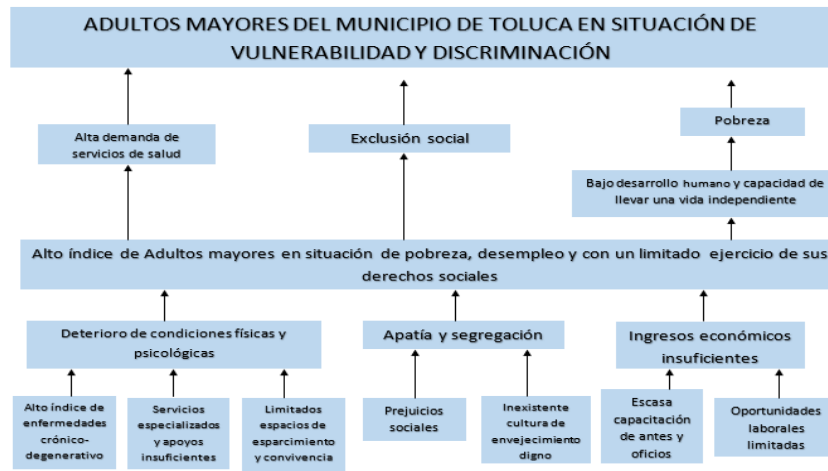 ADULTOS MAYORES DEL MUNICIPIO DE TOLUCA EN SITUACIÓN DE
VULNERABILIDAD Y DISCRIMINACIÓN
Alta demanda de
servicios de salud
Exclusión social
Pobreza
Bajo desarrollo humano y capacidad de
llevar una vida independiente
Alto índice de Adultos mayores en situación de pobreza, desempleo y con un limitado ejercicio de sus
derechos sociales
Deterioro de condiciones físicas y
psicológicas
Apatía y segregación
Ingresos económicos
insuficientes
Alto índice de
enfermedades
crónico-
degenerativo
Servicios
especializados
y apoyos
insuficientes
Limitados
espacios de
esparcimiento
y convivencia
Prejuicios
sociales
Inexistente
cultura de
envejecimiento
digno
Escasa
capacitación
de antes y
oficios
Oportunidades
laborales
limitadas